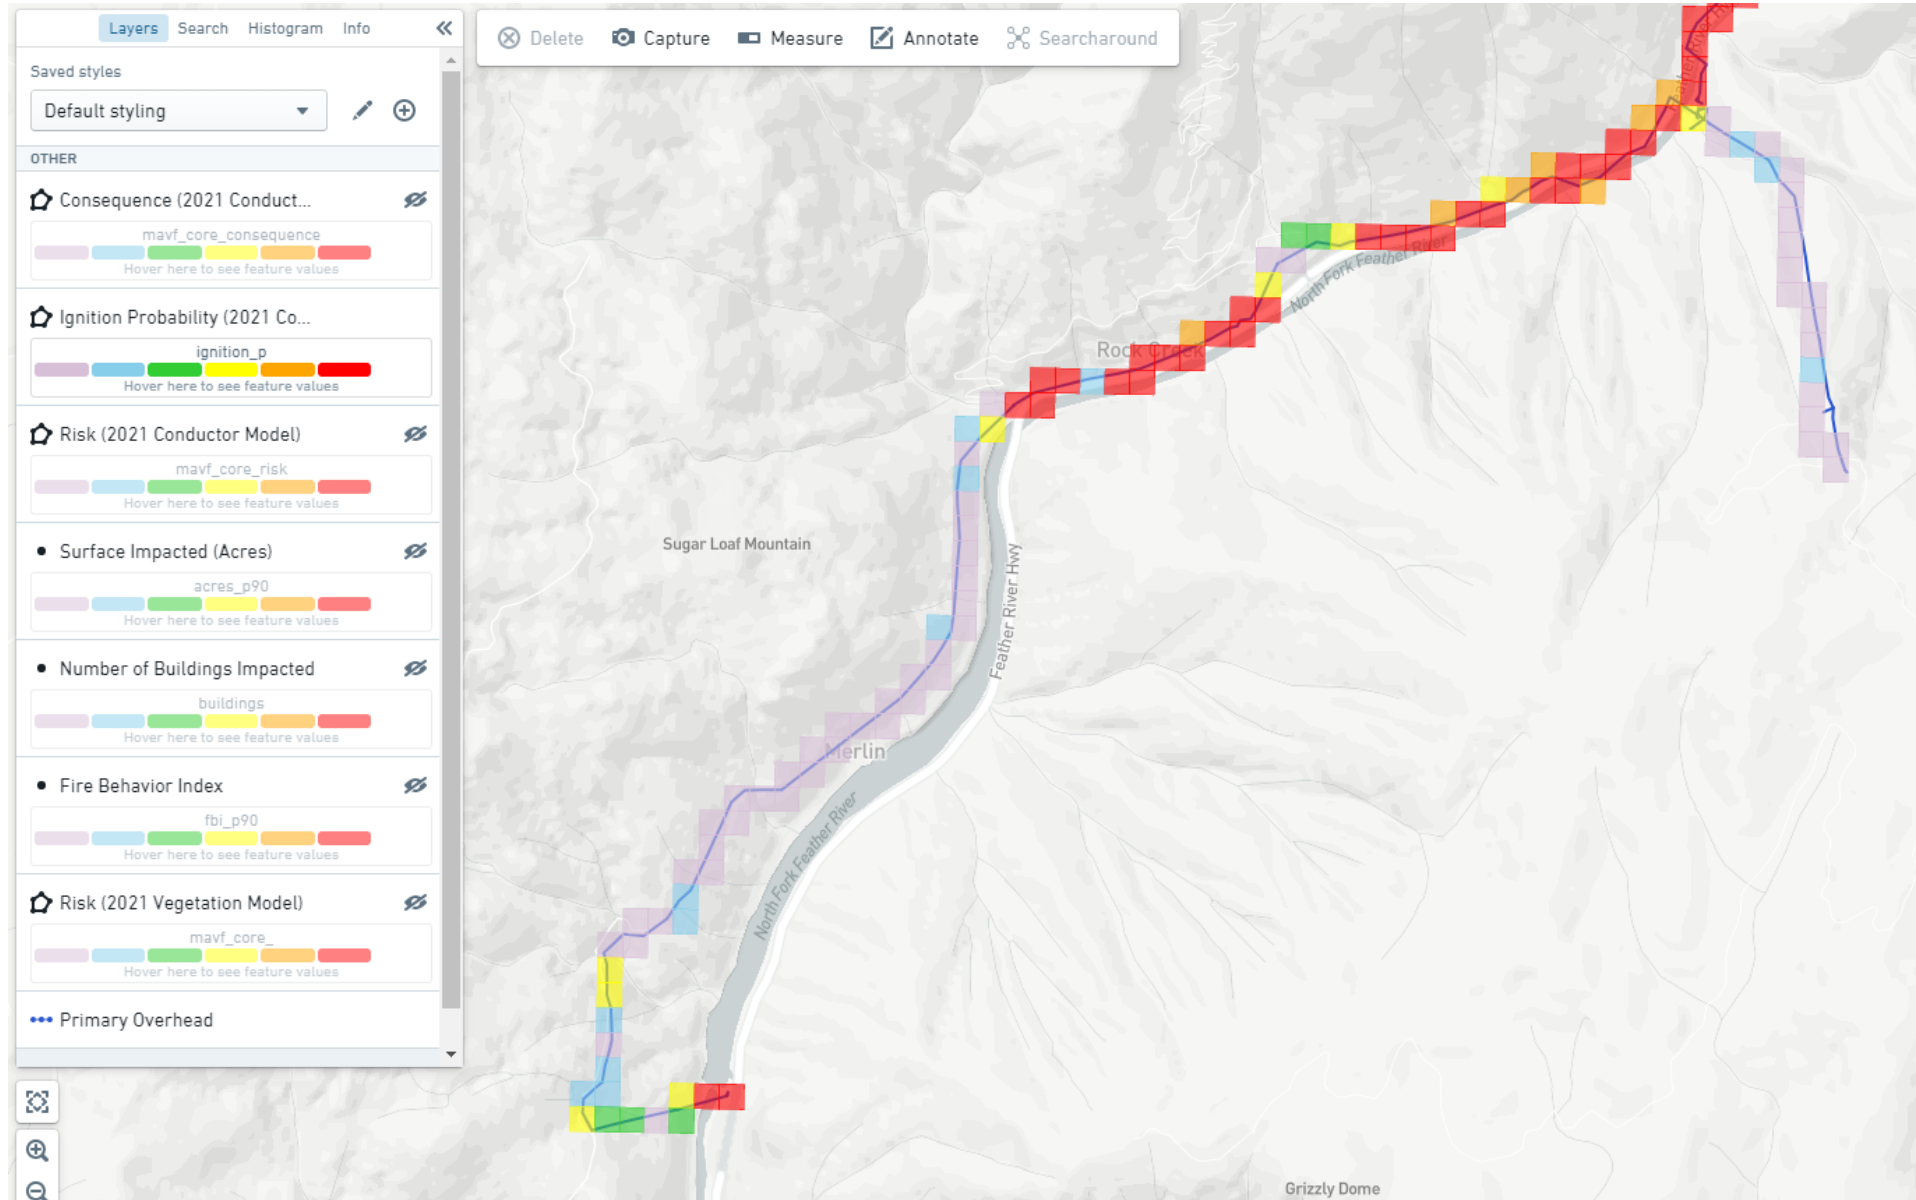 Layers Search Histogram Info
Saved styles
Default styling
OTHER
Consequence (2021 Conduct...
mavf_core_consequence
Hover here to see feature values
Ignition Probability (2021 Co...
ignition_p
Hover here to see feature values
Risk (2021 Conductor Model)
mavf_core_risk
Hover here to see feature values
Surface Impacted (Acres)
acres_p90
Hover here to see feature values
Number of Buildings Impacted
buildings
Hover here to see feature values
Fire Behavior Index
fbi_p90
Hover here to see feature values
Risk (2021 Vegetation Model)
mavf_core_
Hover here to see feature values
Primary Overhead
Delete Capture Measure Annotate Searcharound
North Fork Feather River
Rock Creek
Sugar Loaf Mountain
Feather River Hwy
Merlin
North Fork Feather River
Grizzly Dome